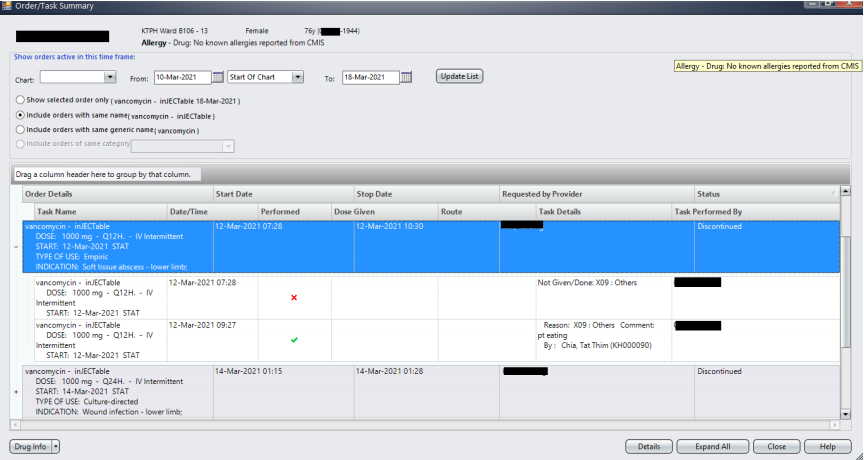 Order/Task Summary
KTPH Ward B106 - 13 Female 76y ( -1944)
Allergy - Drug: No known allergies reported from CMIS
Show orders active in this time frame:
Allergy - Drug: No known allergies reported from CMIS
Chart: From: 10-Mar-2021 Start Of Chart To: 18-Mar-2021 Update List
Show selected order only ( vancomycin - inJECTable 18-Mar-2021 )
Include orders with same name( vancomycin - inJECTable )
Include orders with same generic name( vancomycin )
Include orders of same category
Drag a column header here to group by that column.
Order Details Start Date Stop Date Requested by Provider Status
Task Name Date/Time Performed Dose Given Route Task Details Task Performed By
vancomycin - inJECTable 12-Mar-2021 07:28 12-Mar-2021 10:30 Discontinued
DOSE: 1000 mg - Q12H. - IV Intermittent
START: 12-Mar-2021 STAT
TYPE OF USE: Empiric
INDICATION: Soft tissue abscess - lower limb;
vancomycin - inJECTable 12-Mar-2021 07:28 Not Given/Done: X09 : Others
DOSE: 1000 mg - Q12H. - IV
Intermittent
START: 12-Mar-2021 STAT
vancomycin - inJECTable 12-Mar-2021 09:27 Reason: X09 : Others Comment:
DOSE: 1000 mg - Q12H. - IV pt eating
Intermittent By : Chia, Tat Thim (KH000090)
START: 12-Mar-2021 STAT
vancomycin - inJECTable 14-Mar-2021 01:15 14-Mar-2021 01:28 Discontinued
DOSE: 1000 mg - Q24H. - IV Intermittent
START: 14-Mar-2021 STAT
TYPE OF USE: Culture-directed
INDICATION: Wound infection - lower limb;
Drug Info Details Expand All Close Help